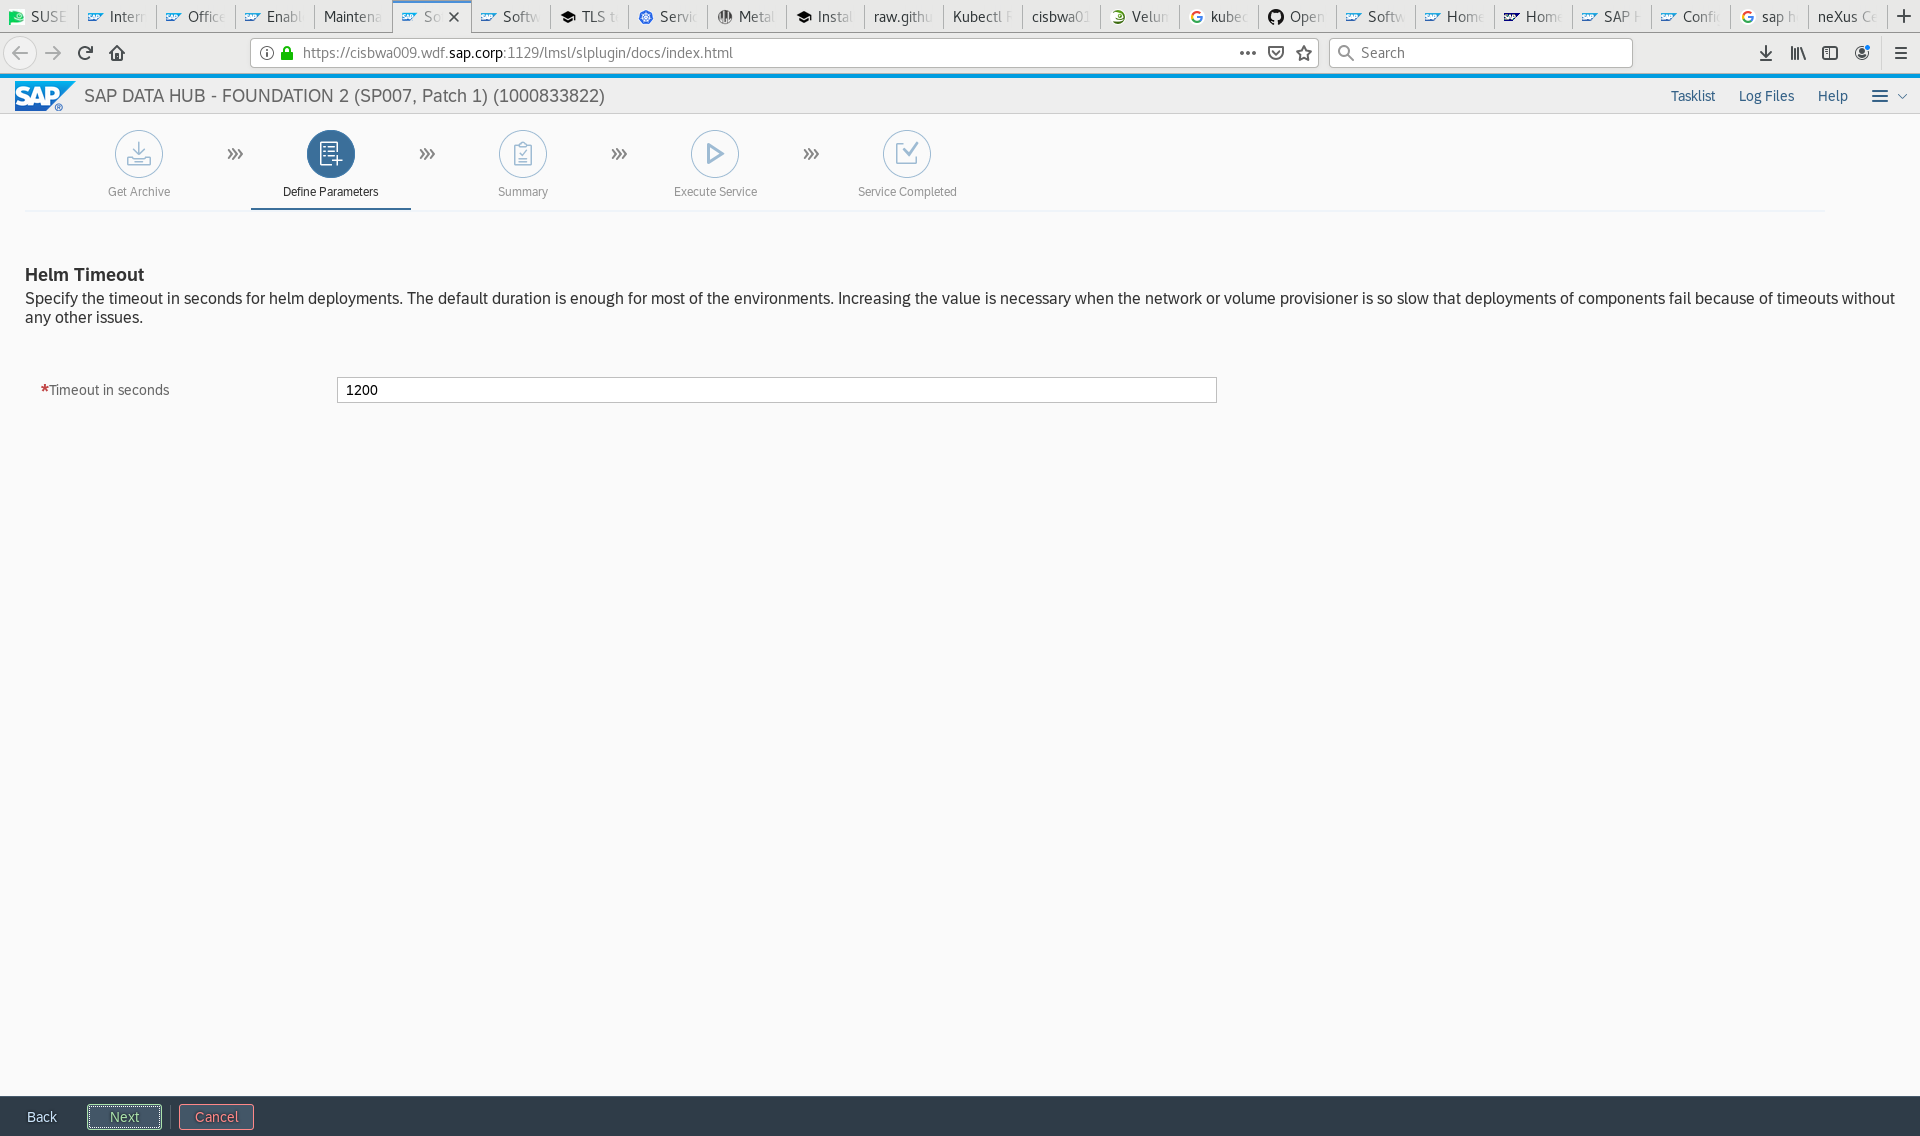 SUSE Intern Office Enabl Maintena So Softw TLS t Servic Metal Instal raw.githu Kubectl cisbwa01 Velum kubec Open Softw Home Home SAP H Config sap h neXus Ce
https://cisbwa009.wdf.sap.corp:1129/lmsl/slplugin/docs/index.html
Search
SAP ® SAP DATA HUB - FOUNDATION 2 (SP007, Patch 1) (1000833822)
Tasklist Log Files Help
Get Archive Define Parameters Summary Execute Service Service Completed
Helm Timeout
Specify the timeout in seconds for helm deployments. The default duration is enough for most of the environments. Increasing the value is necessary when the network or volume provisioner is so slow that deployments of components fail because of timeouts without
any other issues.
*Timeout in seconds 1200
Back Next Cancel